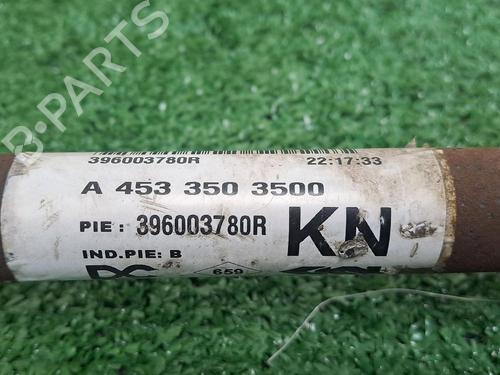 B-PARTS
396003780R 22:17:33
A 453 350 3500
PIE: 396003780R KN
IND.PIE: B
659